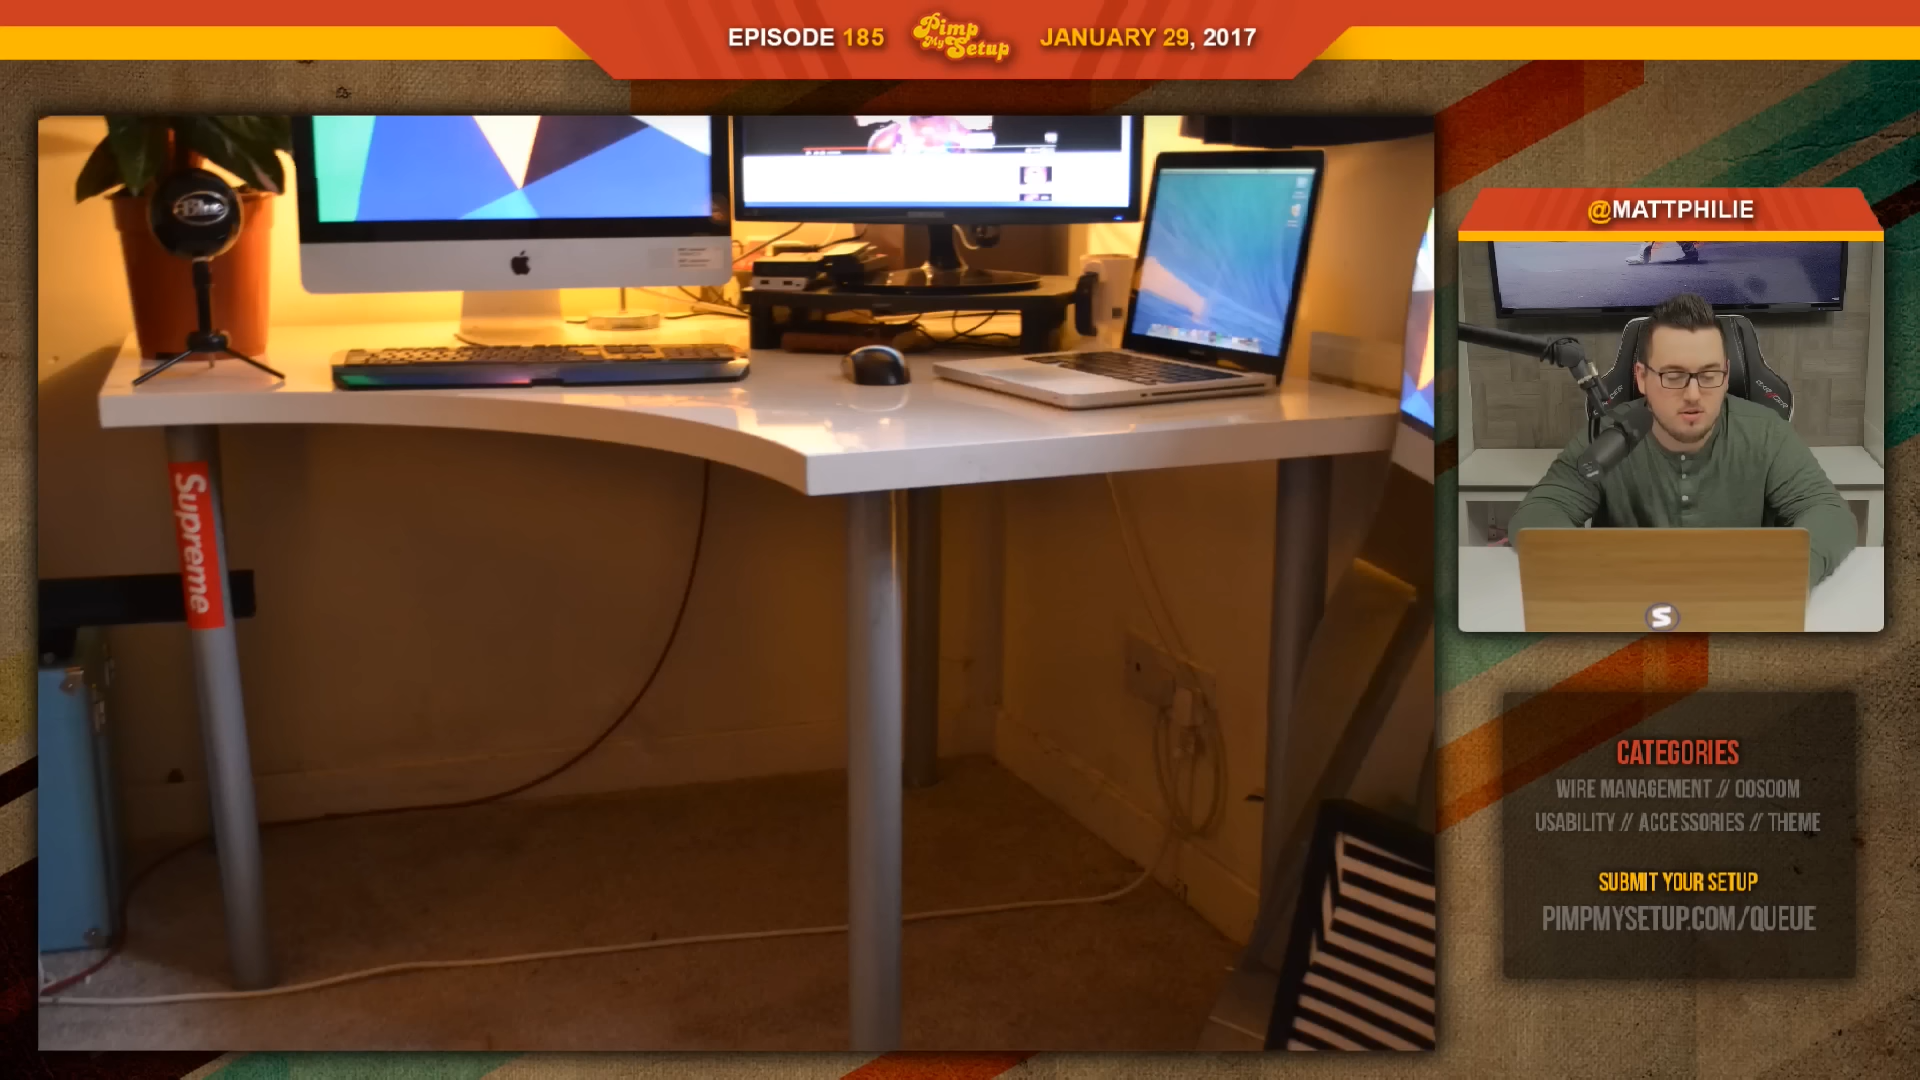 EPISODE 185
Pimp
My Setup
JANUARY 29, 2017
Blue
Supreme
@MATTPHILIE
S
CATEGORIES
WIRE MANAGEMENT // OOSOOM
USABILITY // ACCESSORIES // THEME
SUBMIT YOUR SETUP
PIMPMYSETUP.COM/QUEUE